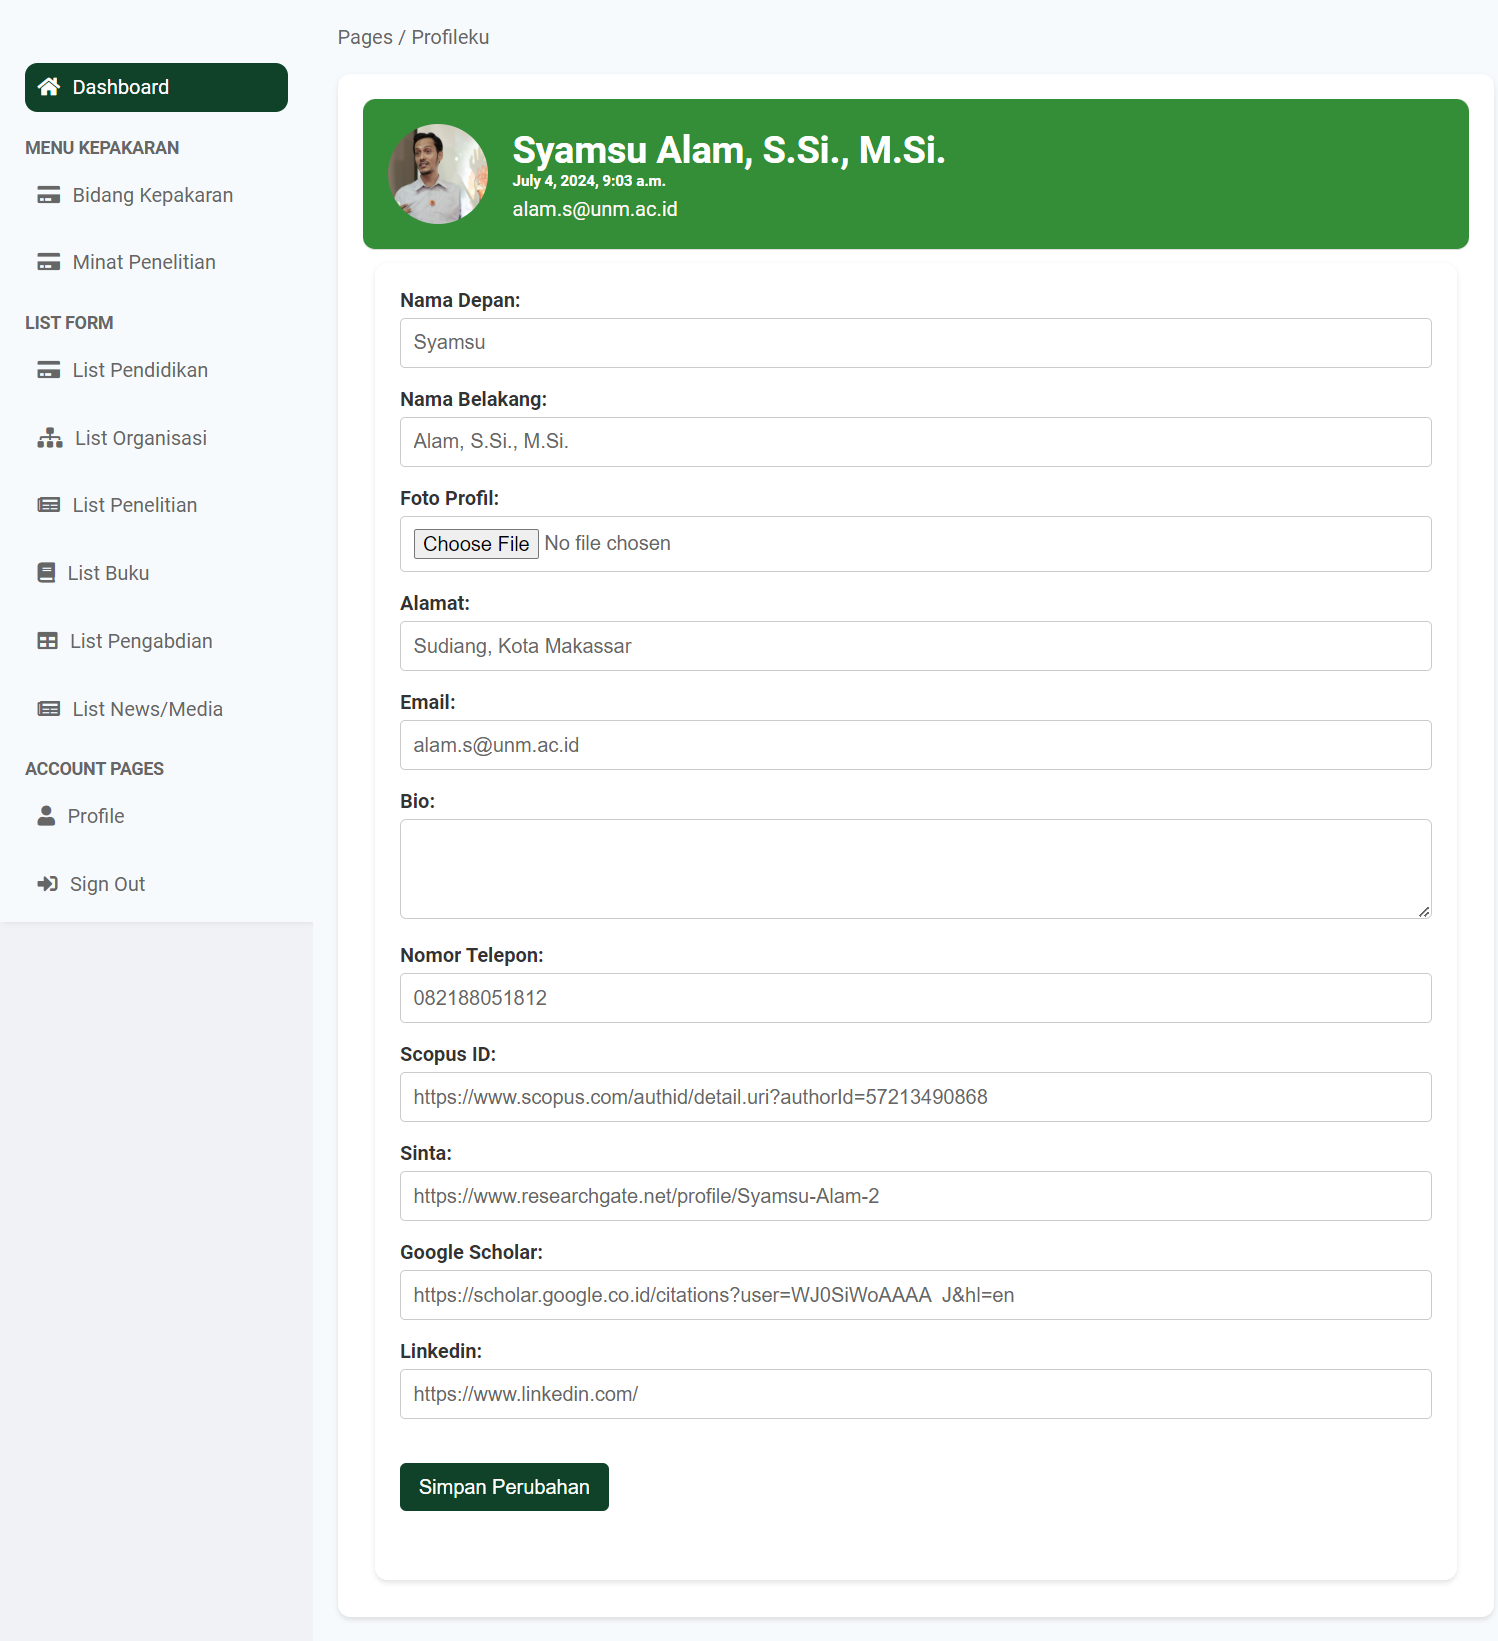 Pages / Profileku
Dashboard
MENU KEPAKARAN
Bidang Kepakaran
Minat Penelitian
LIST FORM
List Pendidikan
List Organisasi
List Penelitian
List Buku
List Pengabdian
List News/Media
ACCOUNT PAGES
Profile
Sign Out
Syamsu Alam, S.Si., M.Si.
July 4, 2024, 9:03 a.m.
alam.s@unm.ac.id
Nama Depan:
Syamsu
Nama Belakang:
Alam, S.Si., M.Si.
Foto Profil:
Choose File No file chosen
Alamat:
Sudiang, Kota Makassar
Email:
alam.s@unm.ac.id
Bio:
Nomor Telepon:
082188051812
Scopus ID:
https://www.scopus.com/authid/detail.uri?authorId=57213490868
Sinta:
https://www.researchgate.net/profile/Syamsu-Alam-2
Google Scholar:
https://scholar.google.co.id/citations?user=WJ0SiWoAAAA J&hl=en
Linkedin:
https://www.linkedin.com/
Simpan Perubahan